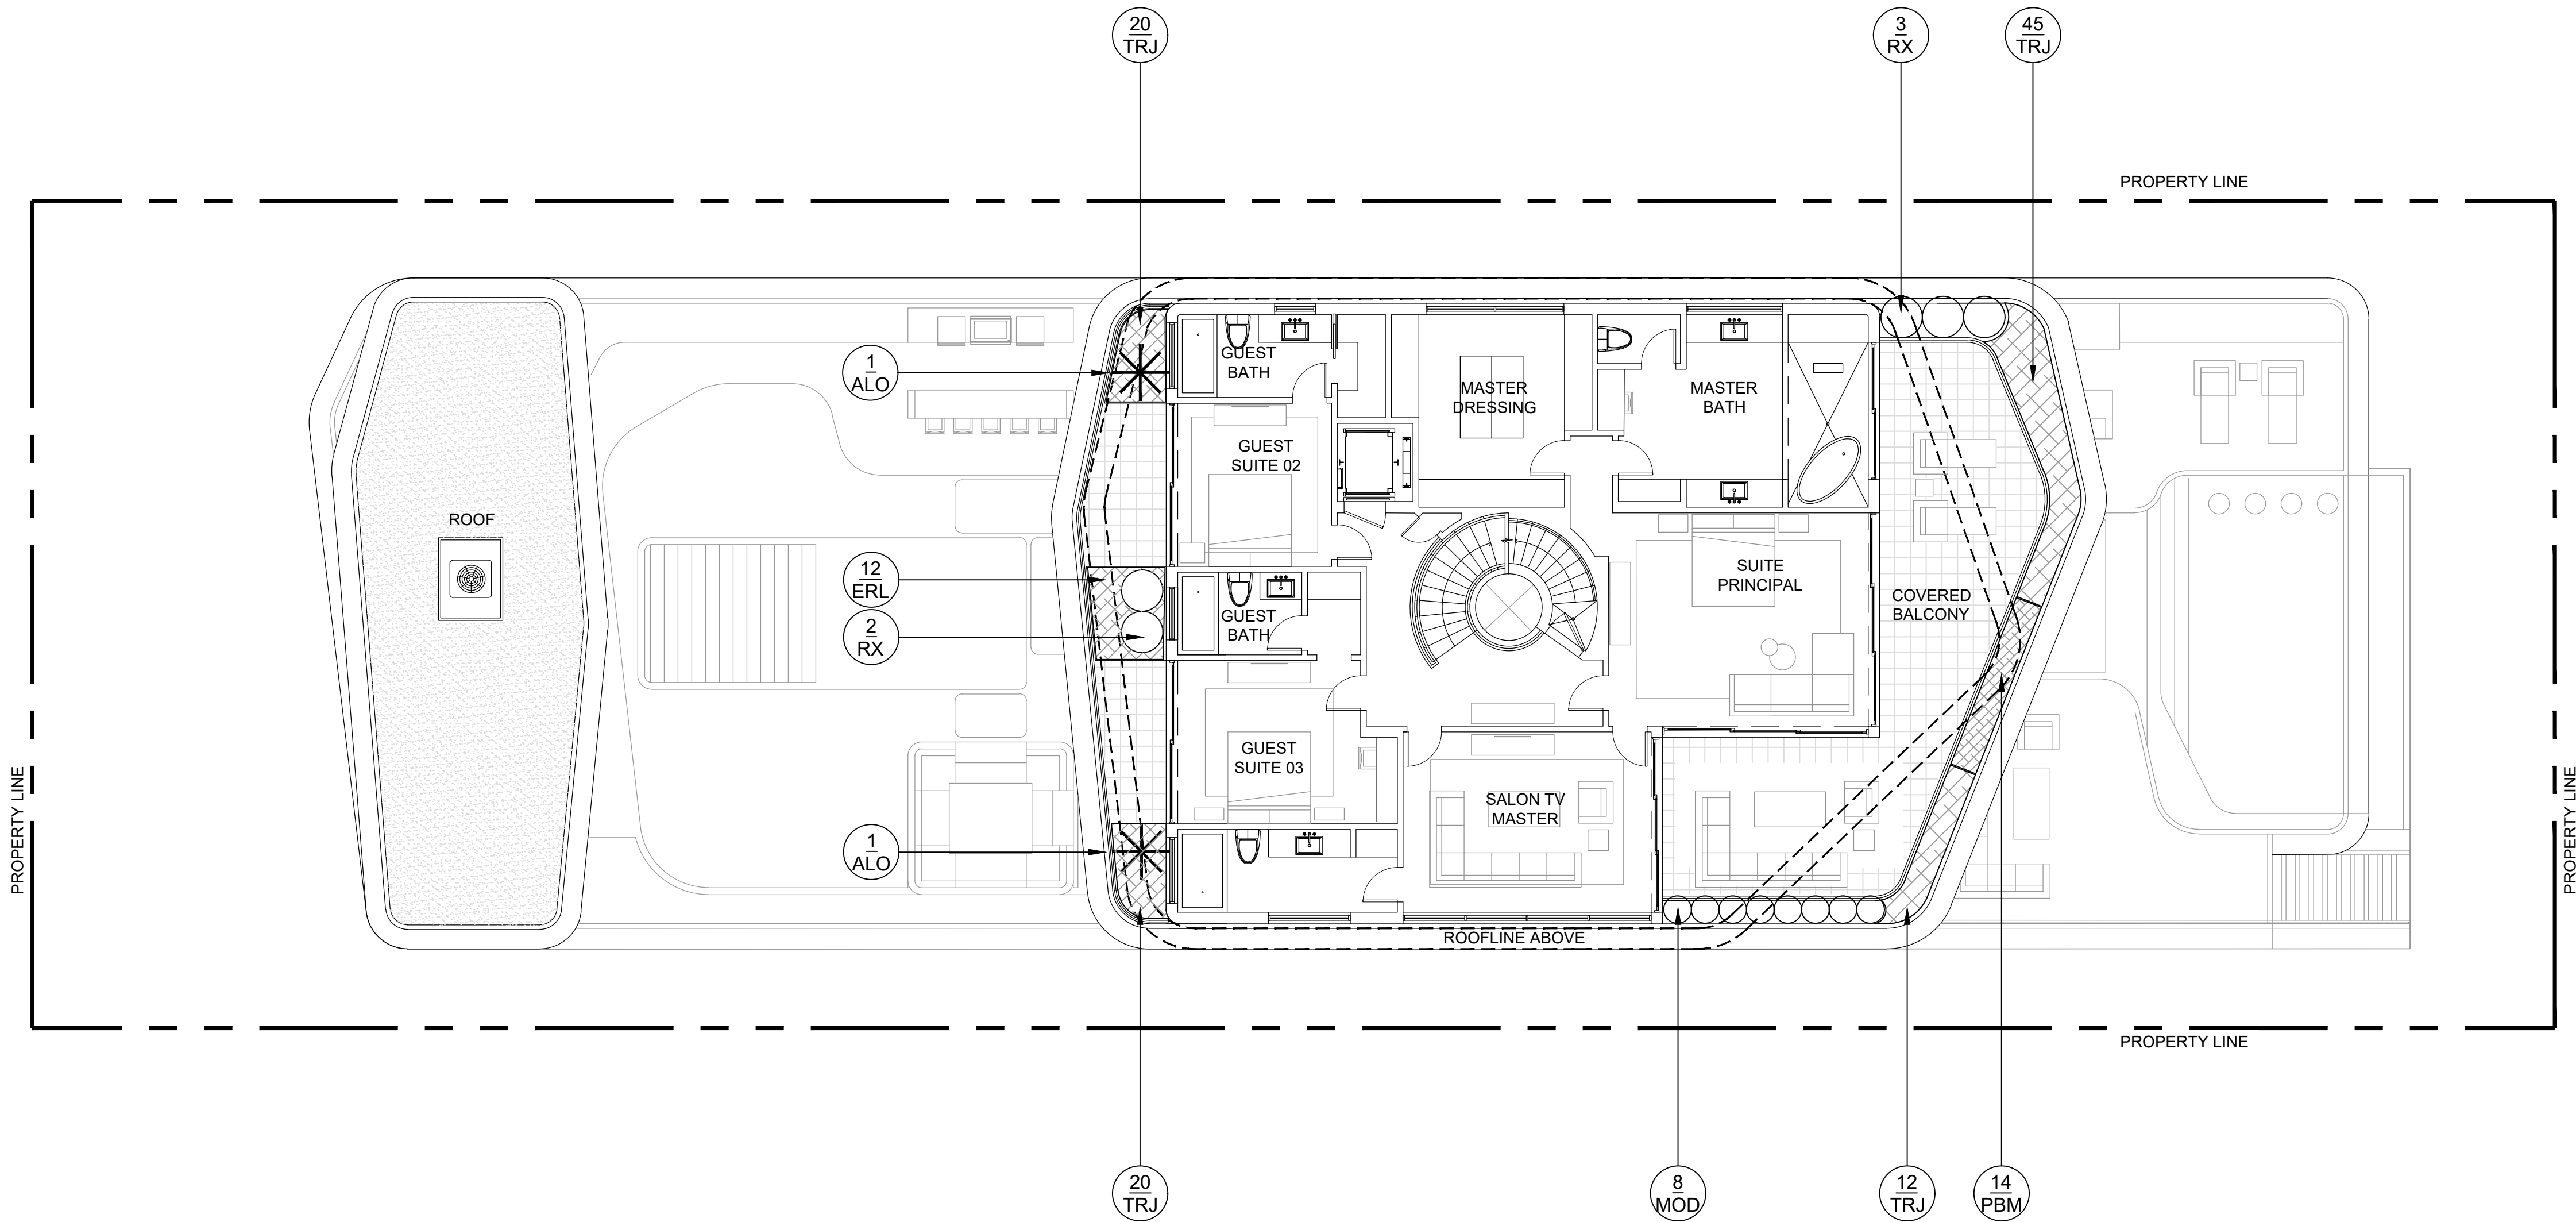 20
TRJ
3
RX
45
TRJ
PROPERTY LINE
1
ALO
GUEST
BATH
MASTER
DRESSING
MASTER
BATH
GUEST
SUITE 02
ROOF
12
ERL
SUITE
PRINCIPAL
COVERED
BALCONY
2
RX
GUEST
BATH
GUEST
SUITE 03
SALON TV
MASTER
PROPERTY LINE
PROPERTY LINE
1
ALO
ROOFLINE ABOVE
PROPERTY LINE
20
TRJ
8
MOD
12
TRJ
14
PBM